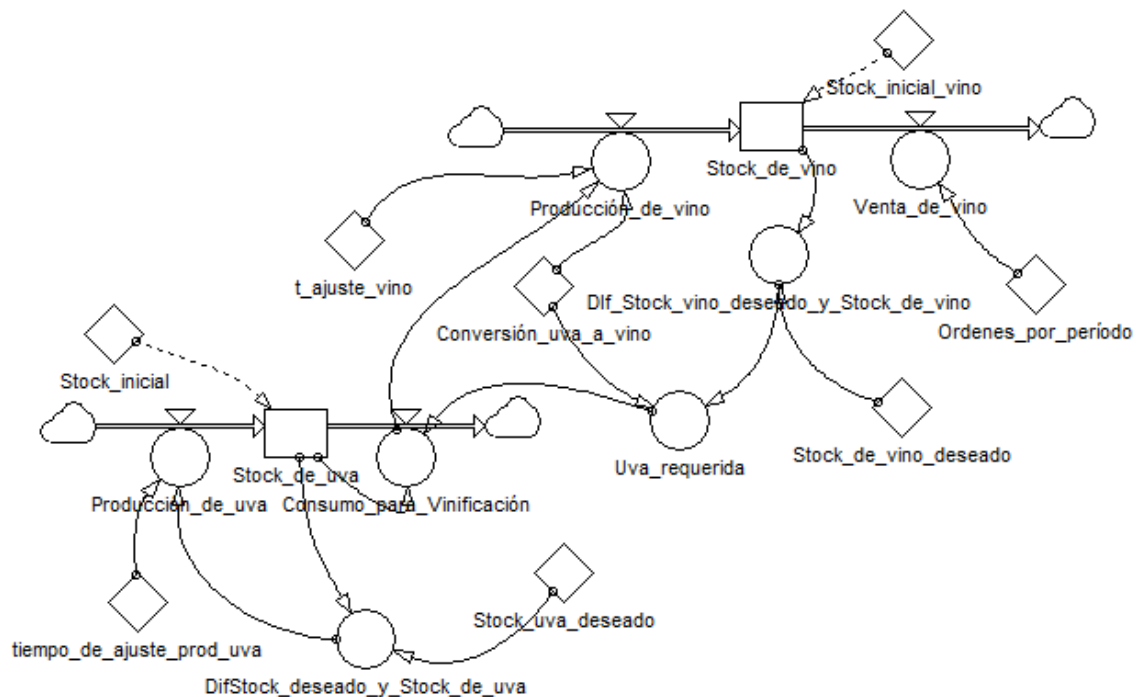 Stock_inicial_vino
Stock_de_vino
Producción_de_vino
Venta_de_vino
t_ajuste_vino
DIf_Stock_vino_deseado_y_Stock_de_vino
Ordenes_por_período
Conversión_uva_a_vino
Stock_inicial
Stock_de_vino_deseado
Uva_requerida
Stock_de_uva
Producción_de_uva
Consumo_para_Vinificación
Stock_uva_deseado
tiempo_de_ajuste_prod_uva
DifStock_deseado_y_Stock_de_uva